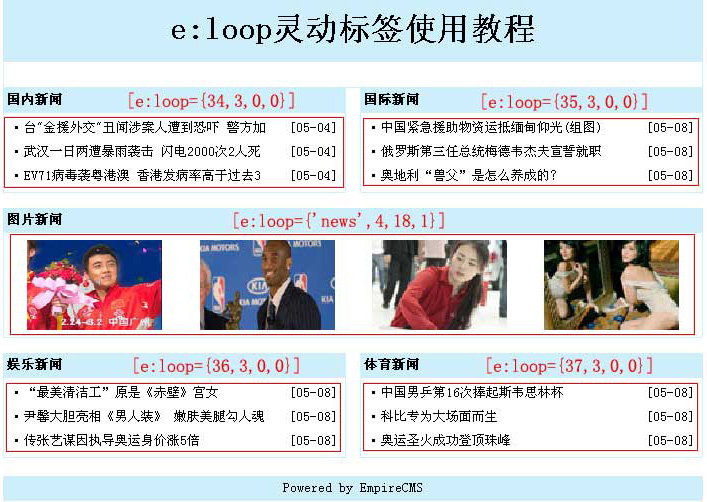 e:loop灵动标签使用教程
国内新闻 [e:loop={34,3,0,0}]
·台“金援外交”丑闻涉案人遭到恐吓 警方加 [05-04]
·武汉一日两遭暴雨袭击 闪电2000次2人死 [05-04]
·EV71病毒袭粤港澳 香港发病率高于过去3 [05-04]
国际新闻 [e:loop={35,3,0,0}]
·中国紧急援助物资运抵缅甸仰光(组图) [05-08]
·俄罗斯第三任总统梅德韦杰夫宣誓就职 [05-08]
·奥地利“兽父”是怎么养成的? [05-08]
图片新闻 [e:loop={'news',4,18,1}]
2.24-3.2 中国广州
KIA MOTORS
娱乐新闻 [e:loop={36,3,0,0}]
·“最美清洁工”原是《赤壁》宫女 [05-08]
·尹馨大胆亮相《男人装》 嫩肤美腿勾人魂 [05-08]
·传张艺谋因执导奥运身价涨5倍 [05-08]
体育新闻 [e:loop={37,3,0,0}]
·中国男乒第16次捧起斯韦思林杯 [05-08]
·科比专为大场面而生 [05-08]
·奥运圣火成功登顶珠峰 [05-08]
Powered by EmpireCMS